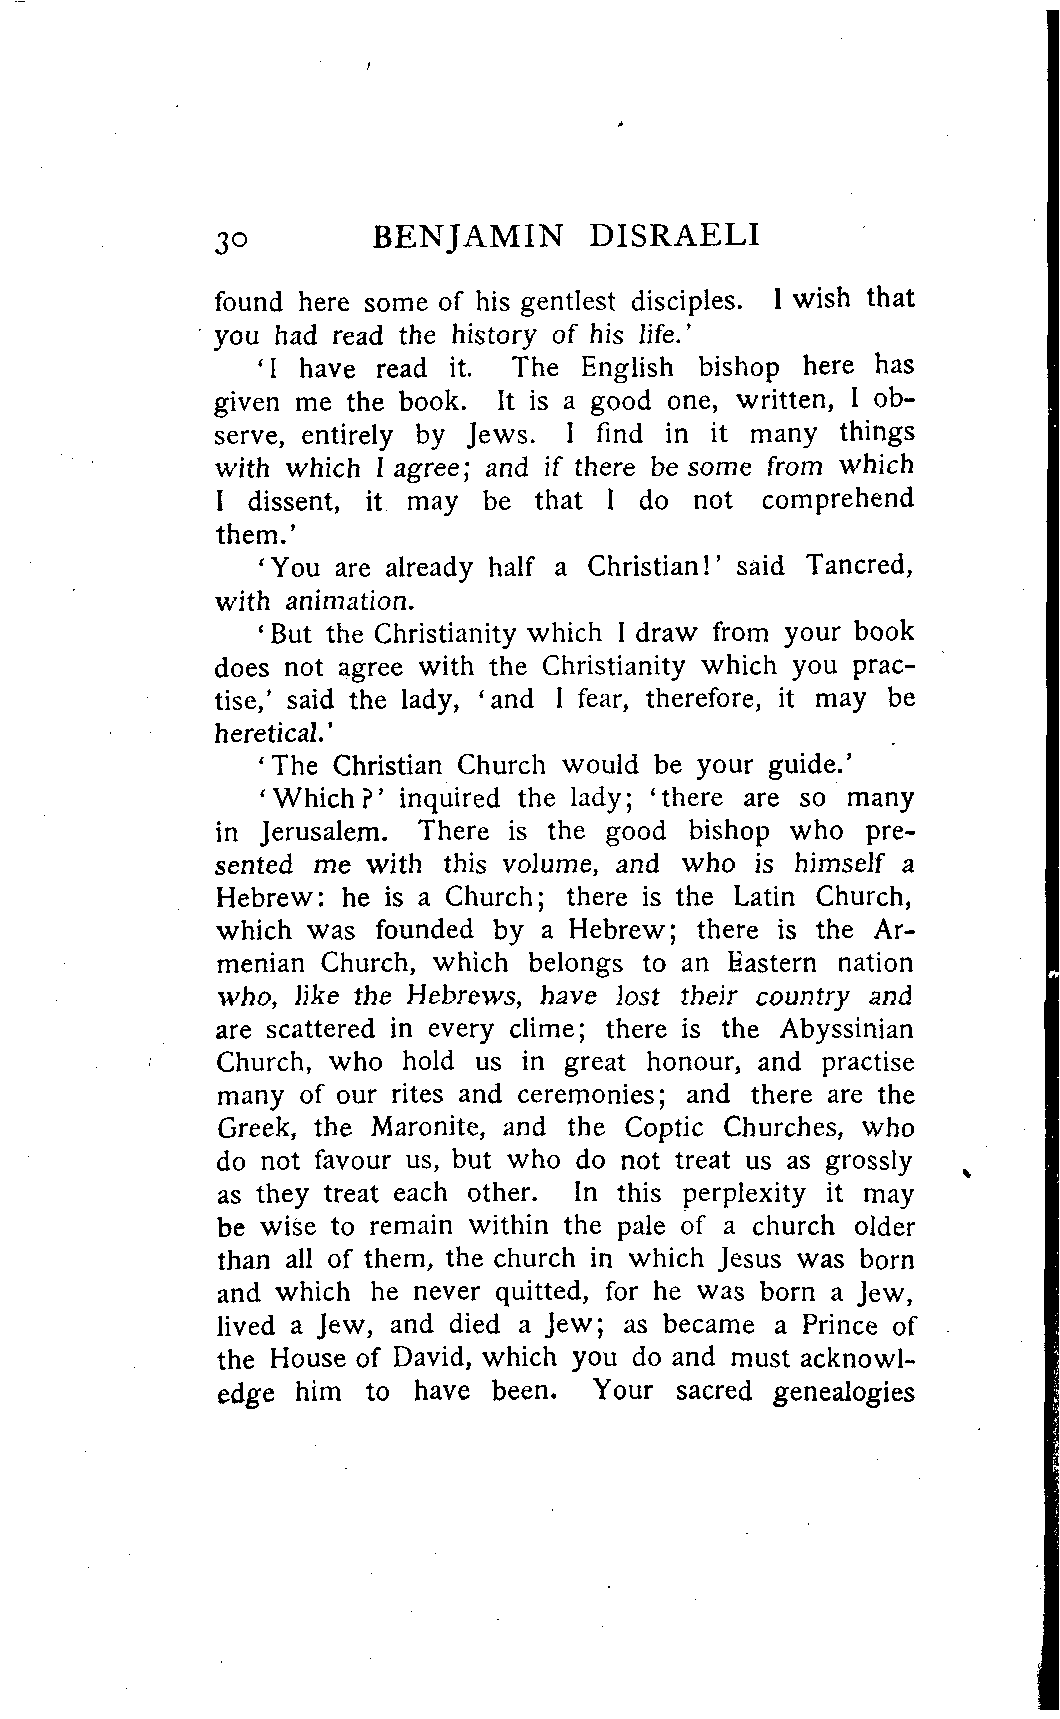 30 BENJAMIN DISRAELI
found here some of his gentlest disciples. I wish that
you had read the history of his life.'
'I have read it. The English bishop here has
given me the book. It is a good one, written, I ob-
serve, entirely by Jews. I find in it many things
with which I agree; and if there be some from which
I dissent, it may be that I do not comprehend
them.'
'You are already half a Christian!' said Tancred,
with animation.
'But the Christianity which I draw from your book
does not agree with the Christianity which you prac-
tise,' said the lady, 'and I fear, therefore, it may be
heretical.'
'The Christian Church would be your guide.'
'Which?' inquired the lady; 'there are so many
in Jerusalem. There is the good bishop who pre-
sented me with this volume, and who is himself a
Hebrew: he is a Church; there is the Latin Church,
which was founded by a Hebrew; there is the Ar-
menian Church, which belongs to an Eastern nation
who, like the Hebrews, have lost their country and
are scattered in every clime; there is the Abyssinian
Church, who hold us in great honour, and practise
many of our rites and ceremonies; and there are the
Greek, the Maronite, and the Coptic Churches, who
do not favour us, but who do not treat us as grossly
as they treat each other. In this perplexity it may
be wise to remain within the pale of a church older
than all of them, the church in which Jesus was born
and which he never quitted, for he was born a Jew,
lived a Jew, and died a Jew; as became a Prince of
the House of David, which you do and must acknowl-
edge him to have been. Your sacred genealogies